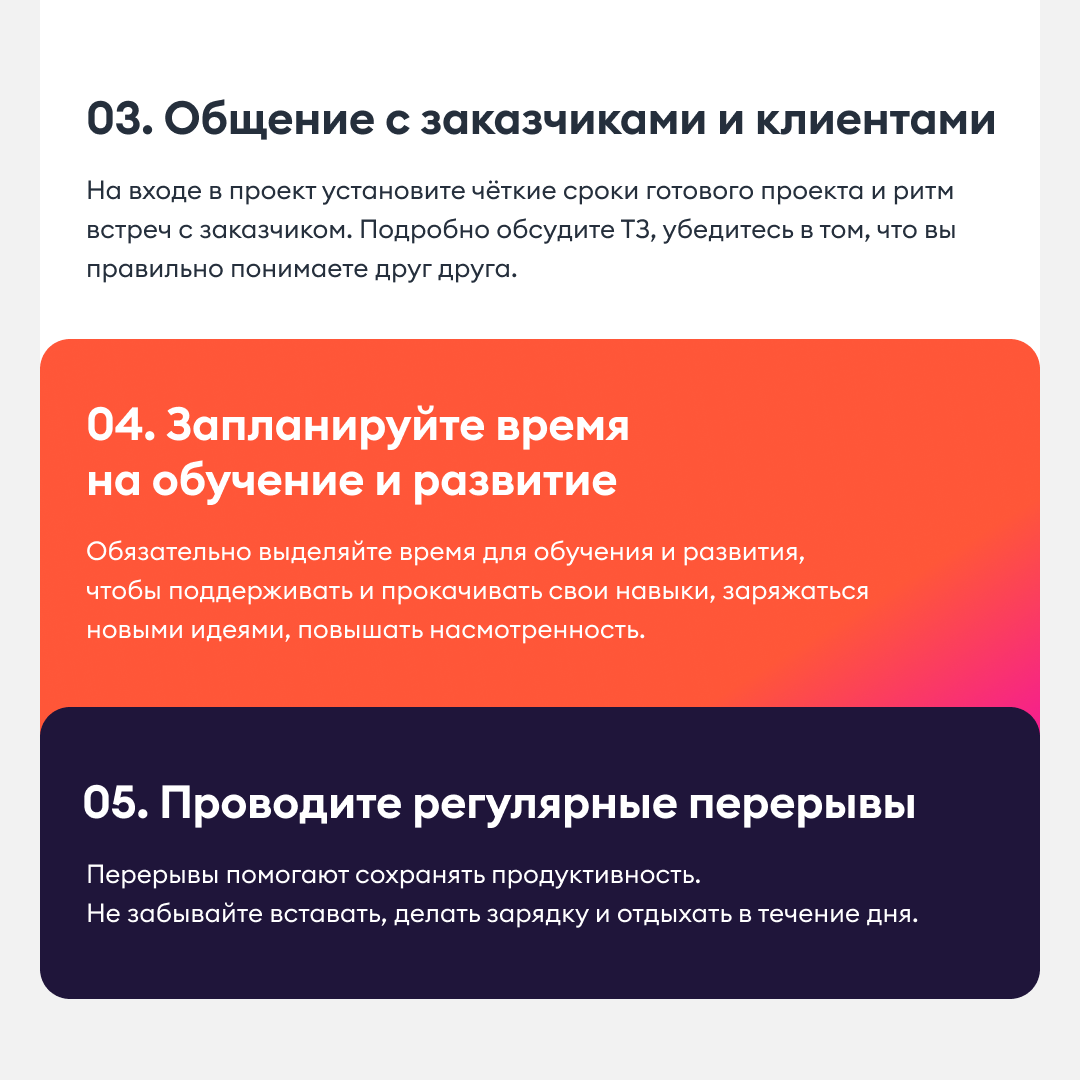 03. Общение с заказчиками и клиентами
На входе в проект установите чёткие сроки готового проекта и ритм
встреч с заказчиком. Подробно обсудите ТЗ, убедитесь в том, что вы
правильно понимаете друг друга.
04. Запланируйте время
на обучение и развитие
Обязательно выделяйте время для обучения и развития,
чтобы поддерживать и прокачивать свои навыки, заряжаться
новыми идеями, повышать насмотренность.
05. Проводите регулярные перерывы
Перерывы помогают сохранять продуктивность.
Не забывайте вставать, делать зарядку и отдыхать в течение дня.